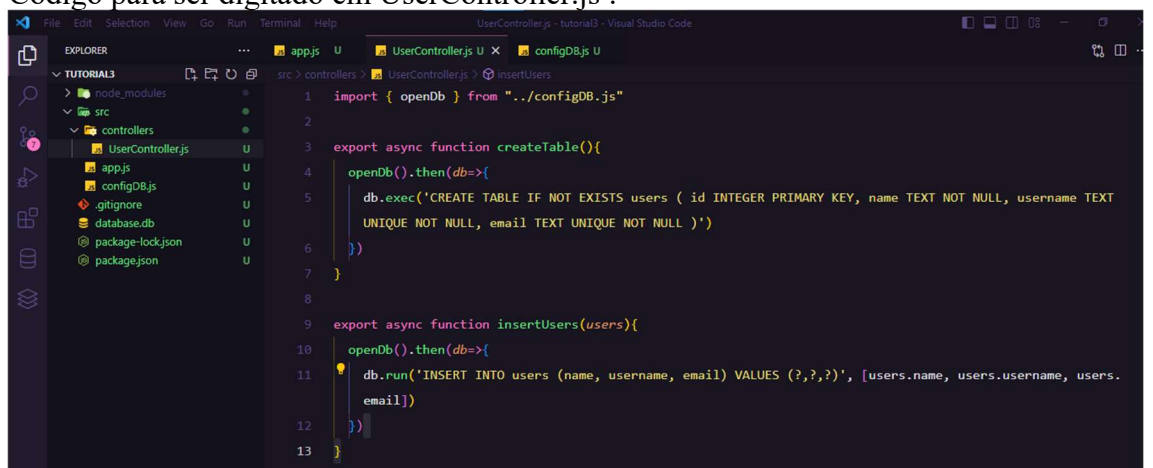 Código para ser digitado em UserController.js :
File Edit Selection View Go Run Terminal Help
UserController.js - tutorial3 - Visual Studio Code
EXPLORER
app.js U
UserController.js U
configDB.js U
TUTORIAL3
src > controllers > UserController.js > insertUsers
node_modules
src
controllers
UserController.js U
app.js U
configDB.js U
.gitignore U
database.db U
package-lock.json U
package.json U
7
1 import { openDb } from "../configDB.js"
2
3 export async function createTable(){
4 openDb().then(db=>{
5 db.exec('CREATE TABLE IF NOT EXISTS users ( id INTEGER PRIMARY KEY, name TEXT NOT NULL, username TEXT
UNIQUE NOT NULL, email TEXT UNIQUE NOT NULL )')
6 })
7 }
8
9 export async function insertUsers(users){
10 openDb().then(db=>{
11 db.run('INSERT INTO users (name, username, email) VALUES (?,?,?)', [users.name, users.username, users.
email])
12 })
13 }